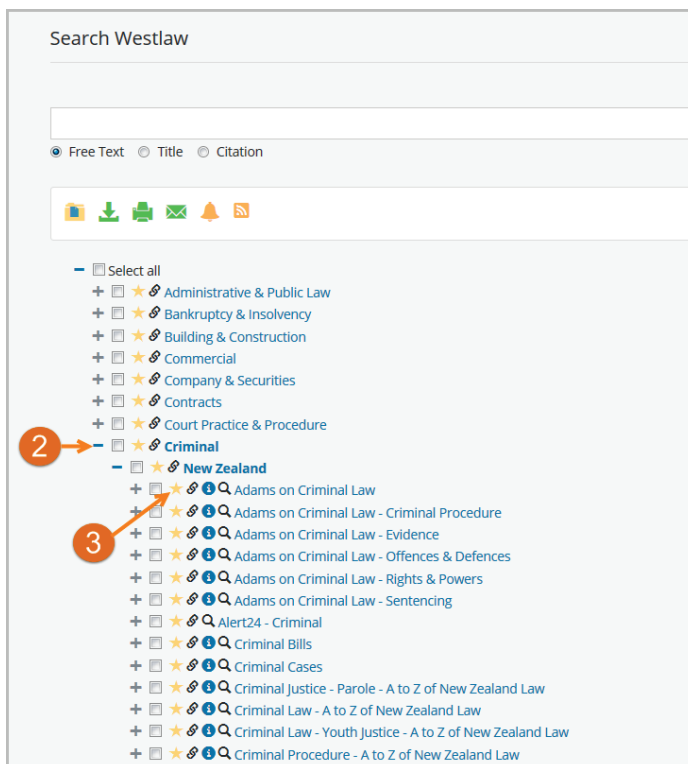 Search Westlaw
Free Text Title Citation
Select all
Administrative & Public Law
Bankruptcy & Insolvency
Building & Construction
Commercial
Company & Securities
Contracts
Court Practice & Procedure
2 Criminal
New Zealand
Adams on Criminal Law
Adams on Criminal Law - Criminal Procedure
3 Adams on Criminal Law - Evidence
Adams on Criminal Law - Offences & Defences
Adams on Criminal Law - Rights & Powers
Adams on Criminal Law - Sentencing
Alert24 - Criminal
Criminal Bills
Criminal Cases
Criminal Justice - Parole - A to Z of New Zealand Law
Criminal Law - A to Z of New Zealand Law
Criminal Law - Youth Justice - A to Z of New Zealand Law
Criminal Procedure - A to Z of New Zealand Law